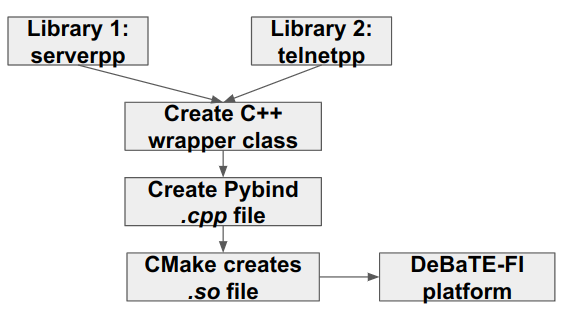 Library 1:
serverpp
Library 2:
telnetpp
Create C++
wrapper class
Create Pybind
.cpp file
CMake creates
.so file
DeBaTE-FI
platform